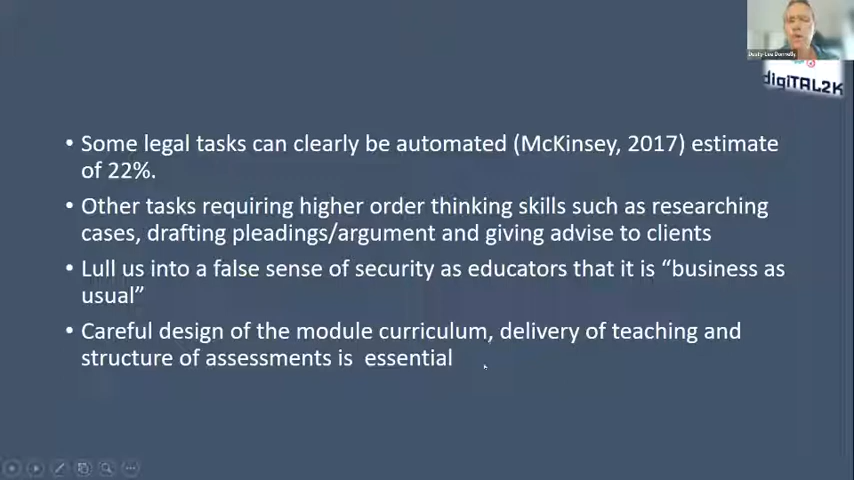 Dusty-Lee Donnelly
digiTAL2K
• Some legal tasks can clearly be automated (McKinsey, 2017) estimate
of 22%.
• Other tasks requiring higher order thinking skills such as researching
cases, drafting pleadings/argument and giving advise to clients
• Lull us into a false sense of security as educators that it is “business as
usual”
• Careful design of the module curriculum, delivery of teaching and
structure of assessments is  essential